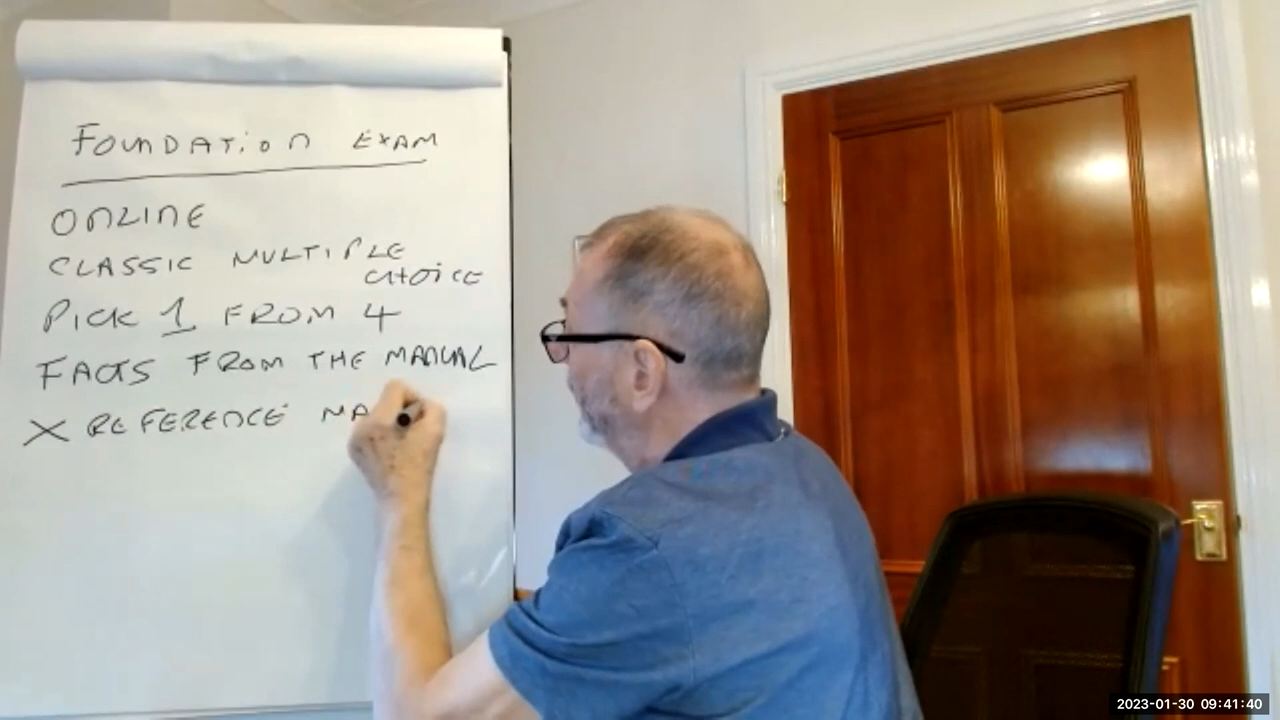 FOUNDATION EXAM
ONLINE
CLASSIC MULTIPLE
CHOICE
PICK 1 FROM 4
FACTS FROM THE MANUAL
X REFERENCE MA
2023-01-30 09:41:40